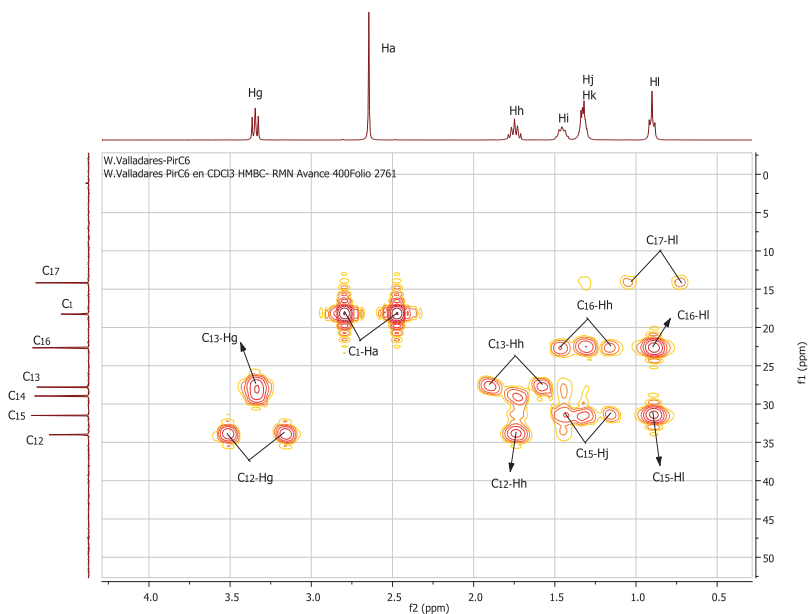 Ha
Hj
Hg
Hk
Hl
Hh
Hi
W.Valladares-PirC6
W.Valladares PirC6 en CDCl3 HMBC- RMN Avance 400Folio 2761
0
5
10
15
20
25
30
35
40
45
50
f1 (ppm)
C17
C1
C16
C13
C14
C15
C12
C17-Hl
C16-Hh
C16-Hl
C13-Hg
C1-Ha
C13-Hh
C12-Hg
C12-Hh
C15-Hj
C15-Hl
4.0
3.5
3.0
2.5
2.0
1.5
1.0
0.5
f2 (ppm)